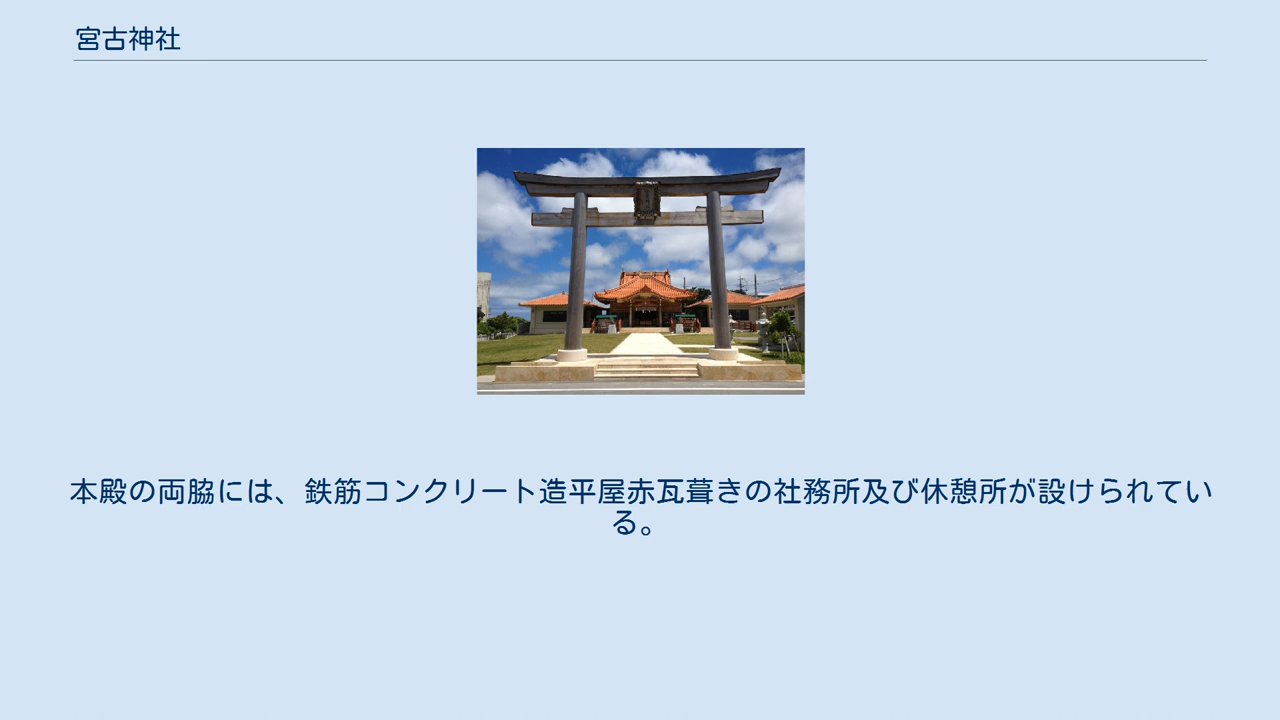 宮古神社
本殿の両脇には、鉄筋コンクリート造平屋赤瓦葺きの社務所及び休憩所が設けられてい
る。